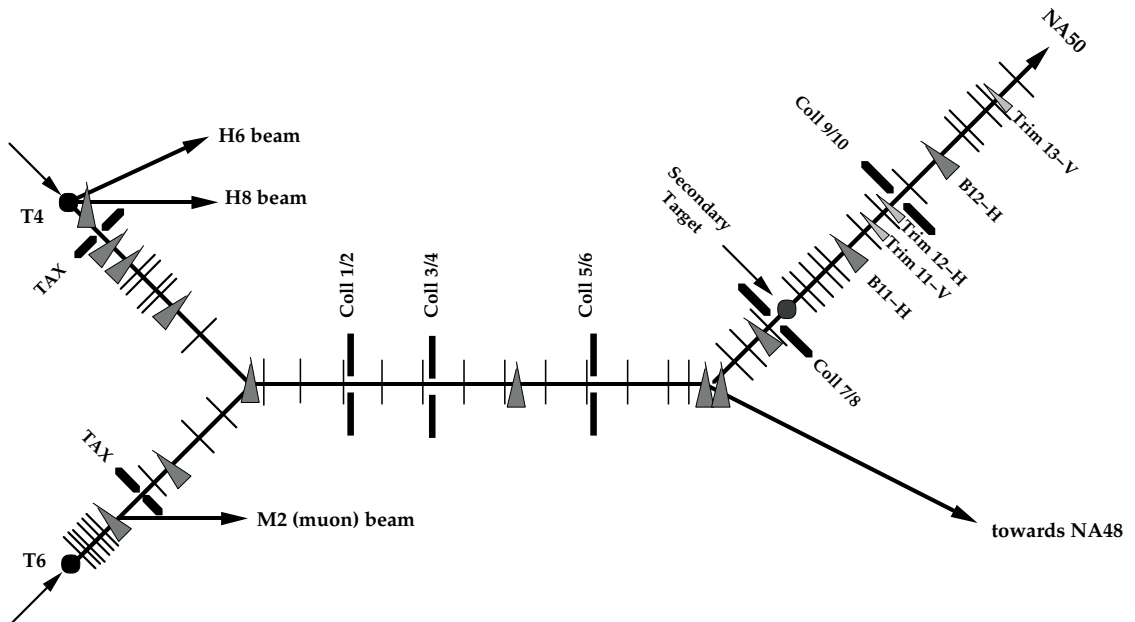 NA50
Coll 9/10
Trim 13–V
H6 beam
B12–H
H8 beam
T4
Secondary
Target
Trim 12–H
Trim 11–V
TAX
Coll 1/2
Coll 3/4
Coll 5/6
B11–H
Coll 7/8
TAX
M2 (muon) beam
towards NA48
T6